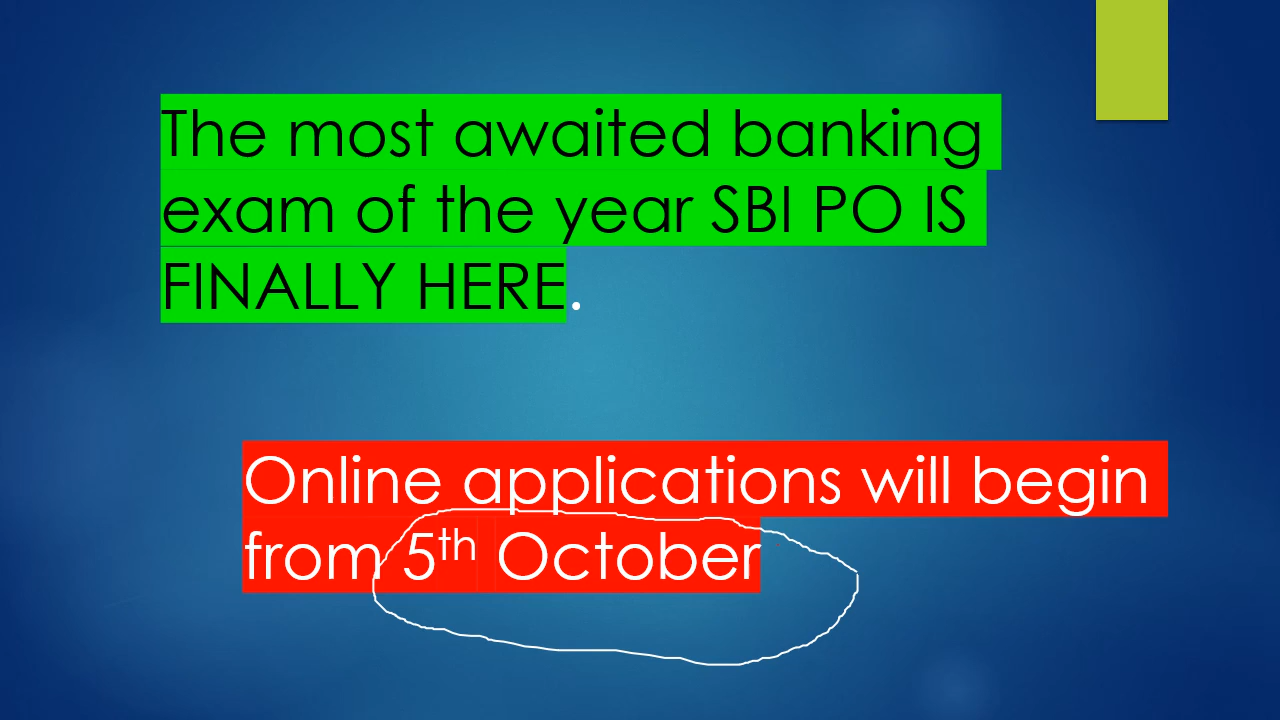 The most awaited banking
exam of the year SBI PO IS
FINALLY HERE.
Online applications will begin
from 5th October